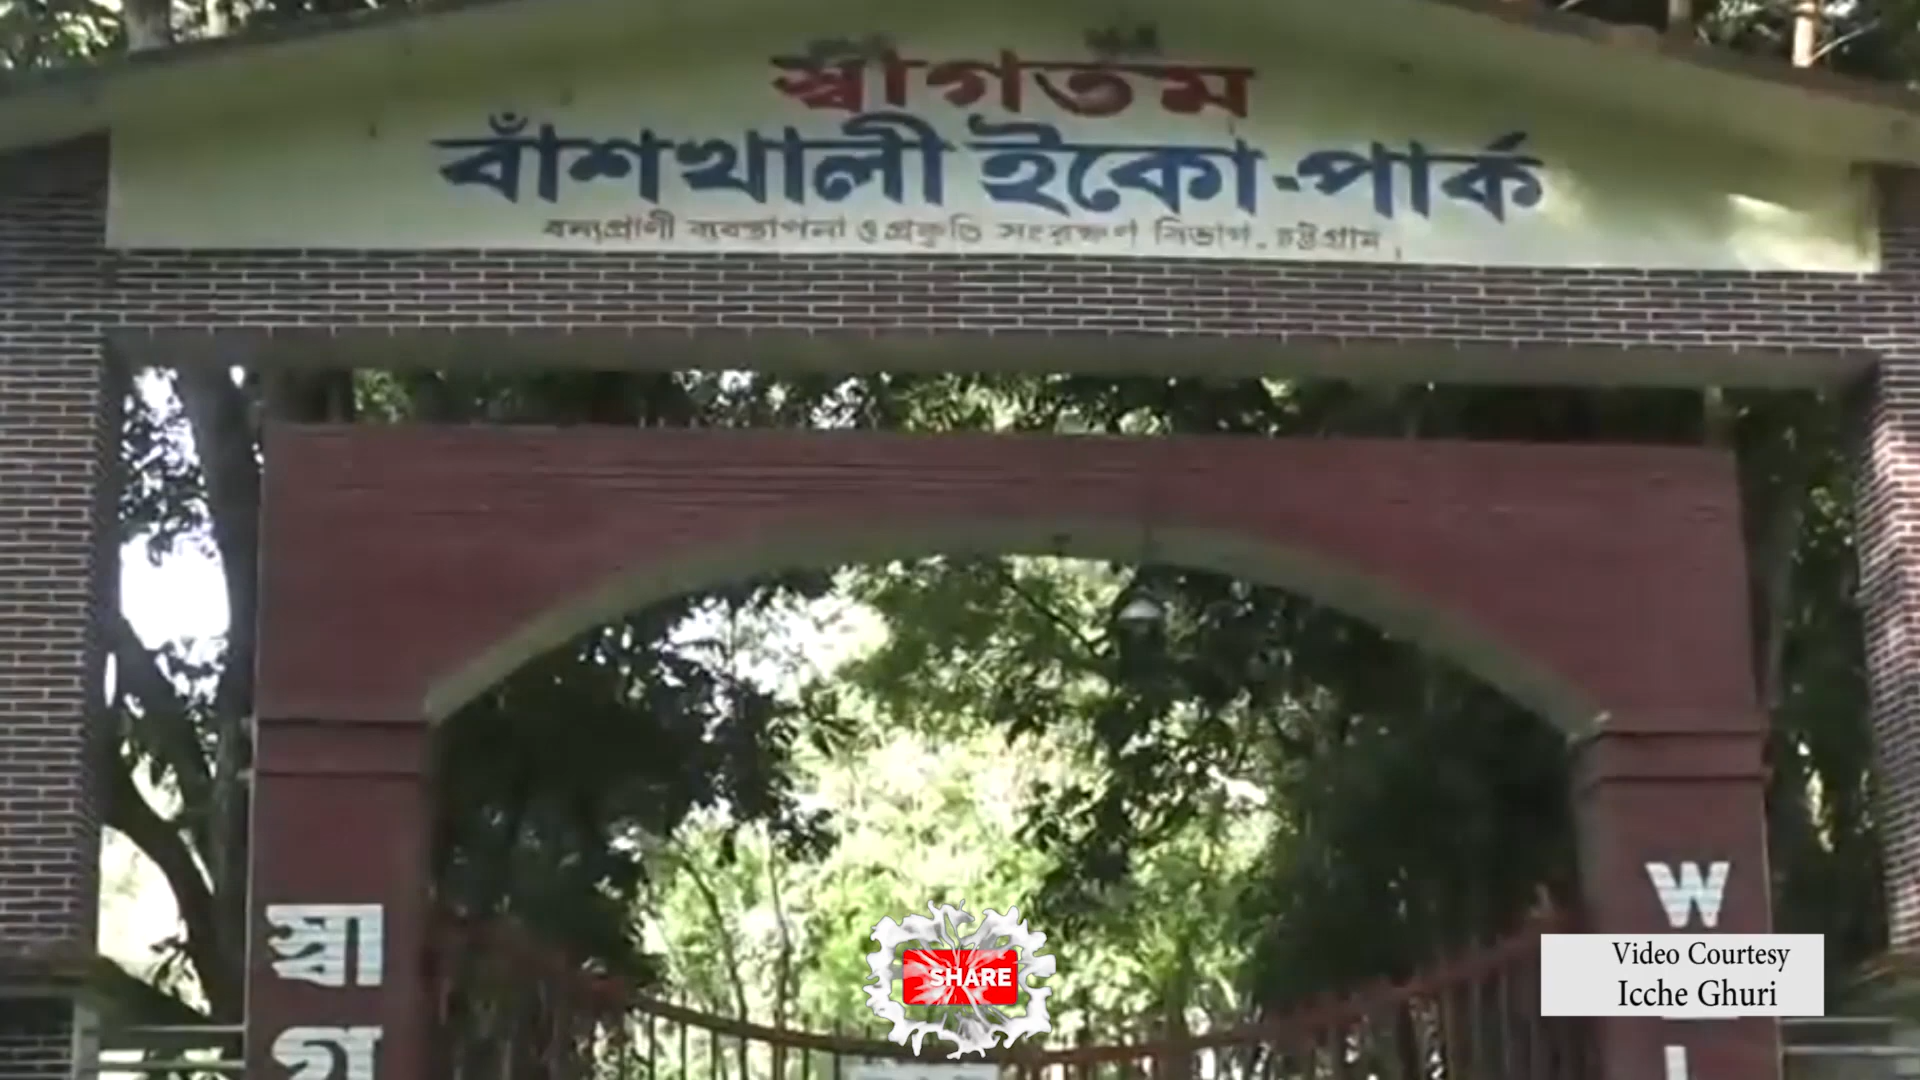 স্বাগতম
বাঁশখালী ইকো-পার্ক
বন্যপ্রাণী ব্যবস্থাপনা ও প্রকৃতি সংরক্ষণ বিভাগ, চট্টগ্রাম
স্বা
গ
W
SHARE
Video Courtesy
Icche Ghuri